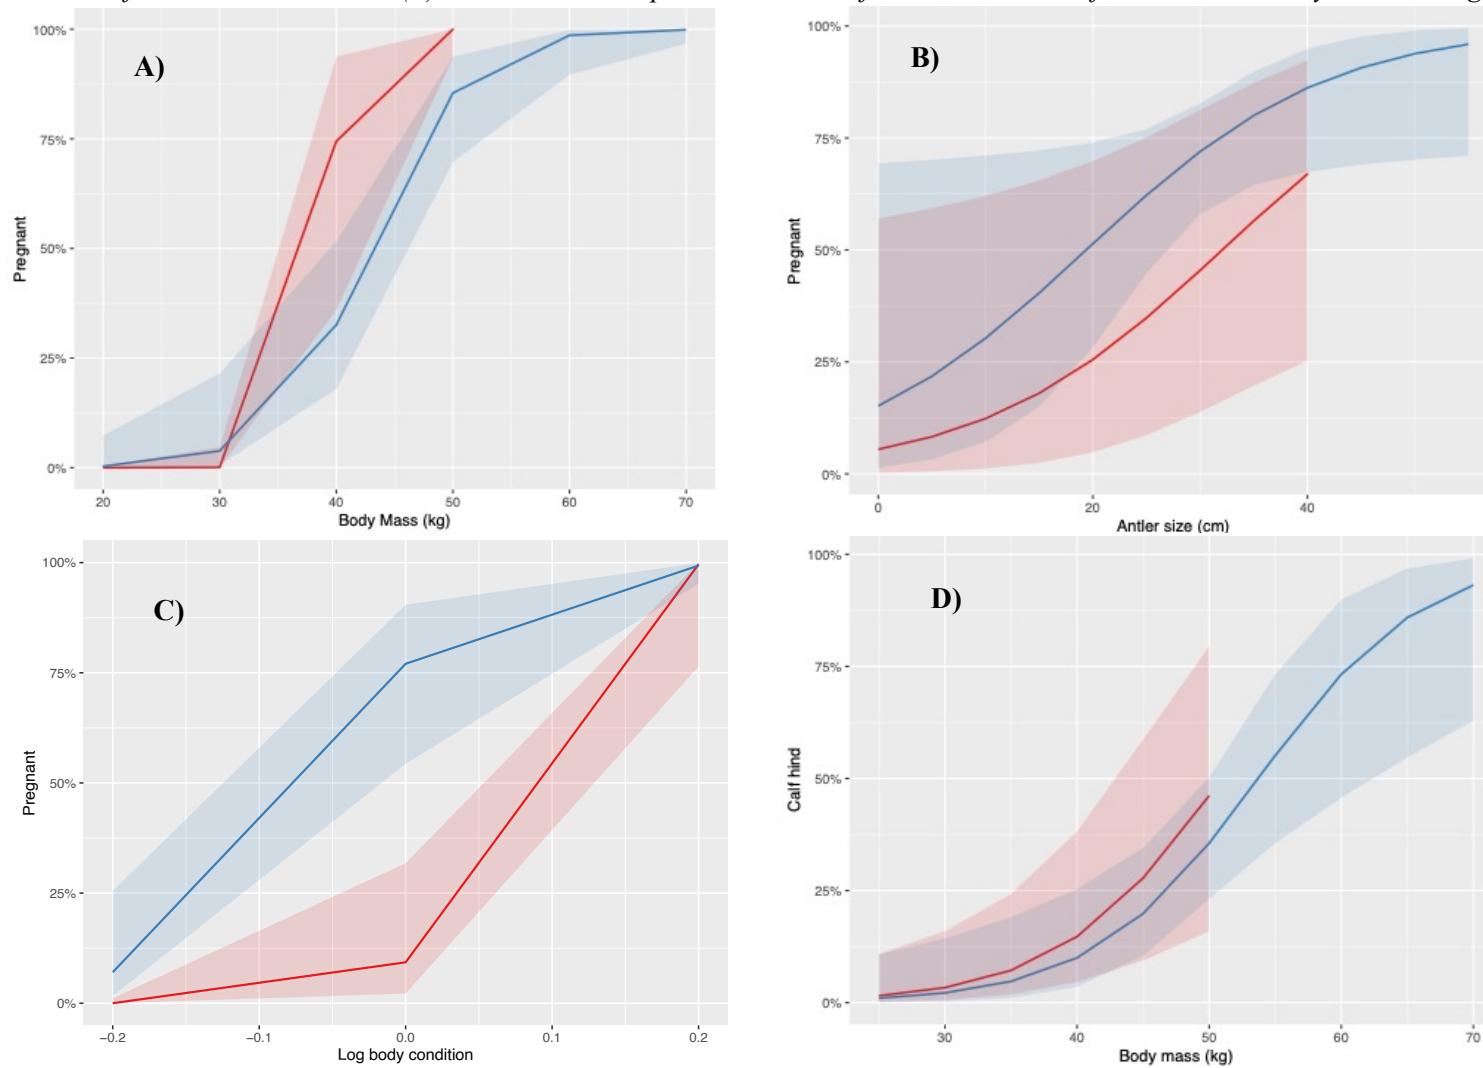 A)
100%
75%
50%
25%
0%
Pregnant
20 30 40 50 60 70
Body Mass (kg)
B)
100%
75%
50%
25%
0%
Pregnant
0 20 40
Antler size (cm)
C)
100%
75%
50%
25%
0%
Pregnant
−0.2 −0.1 0.0 0.1 0.2
Log body condition
D)
100%
75%
50%
25%
0%
Calf hind
30 40 50 60 70
Body mass (kg)